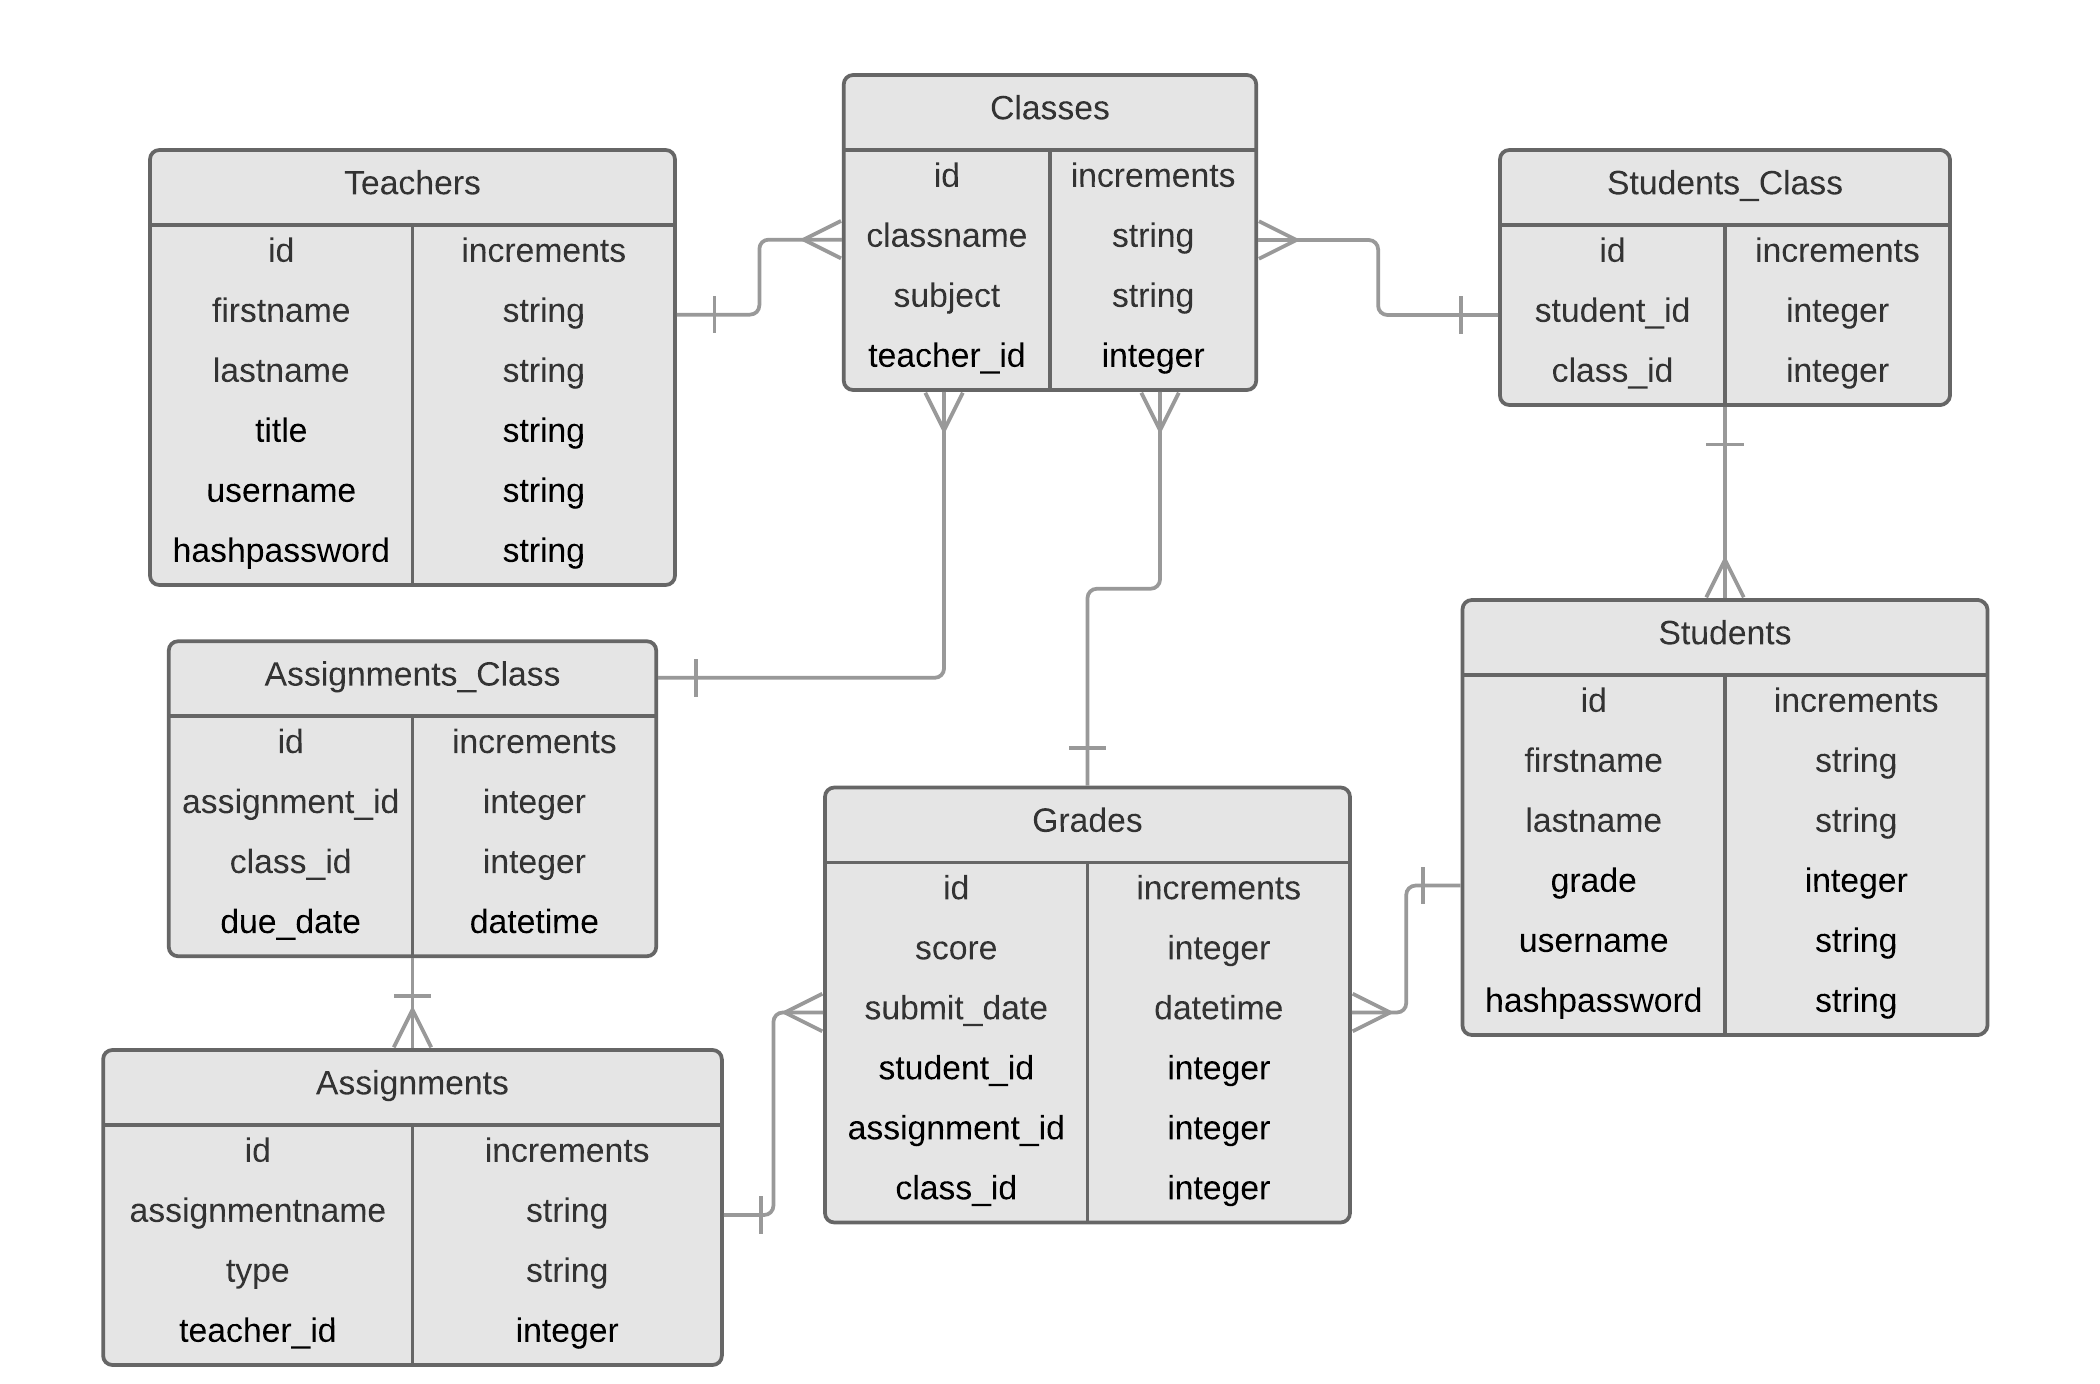 Classes
id increments
classname string
subject string
teacher_id integer
Teachers
id increments
firstname string
lastname string
title string
username string
hashpassword string
Students_Class
id increments
student_id integer
class_id integer
Assignments_Class
id increments
assignment_id integer
class_id integer
due_date datetime
Students
id increments
firstname string
lastname string
grade integer
username string
hashpassword string
Grades
id increments
score integer
submit_date datetime
student_id integer
assignment_id integer
class_id integer
Assignments
id increments
assignmentname string
type string
teacher_id integer